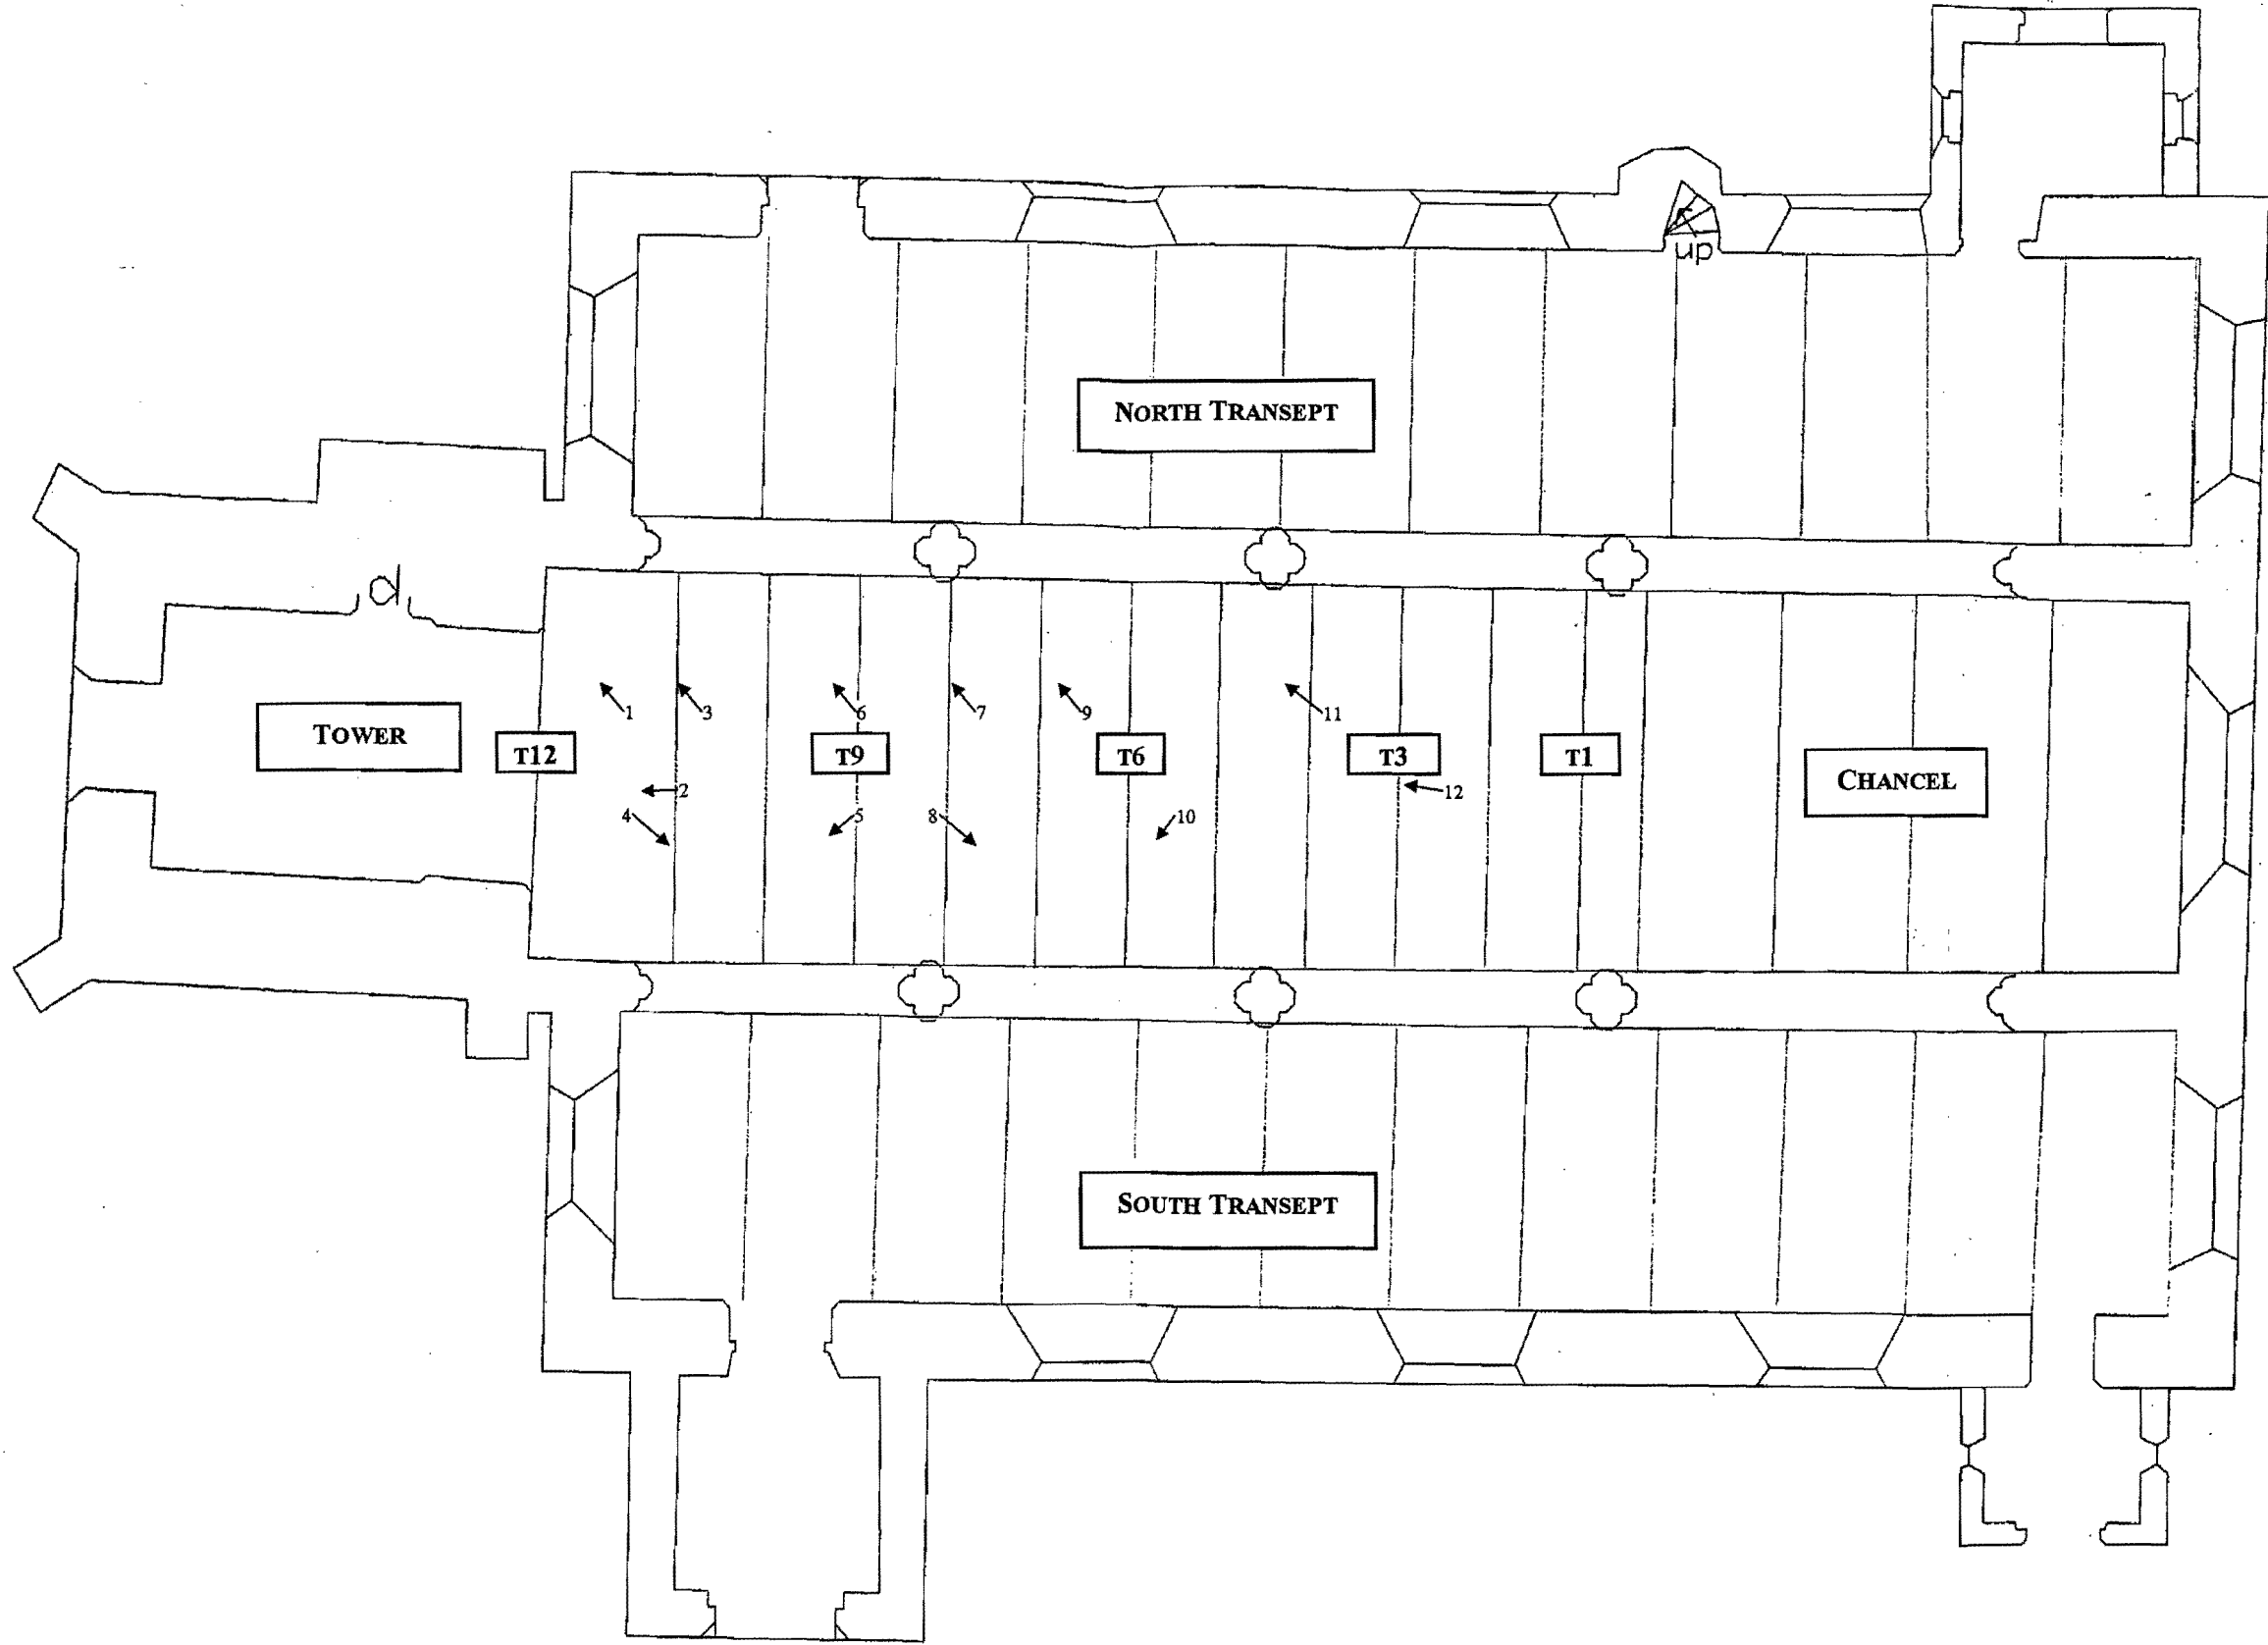 up
NORTH TRANSEPT
TOWER
1
3
6
7
9
11
T12
T9
T6
T3
T1
CHANCEL
2
12
4
5
8
10
SOUTH TRANSEPT